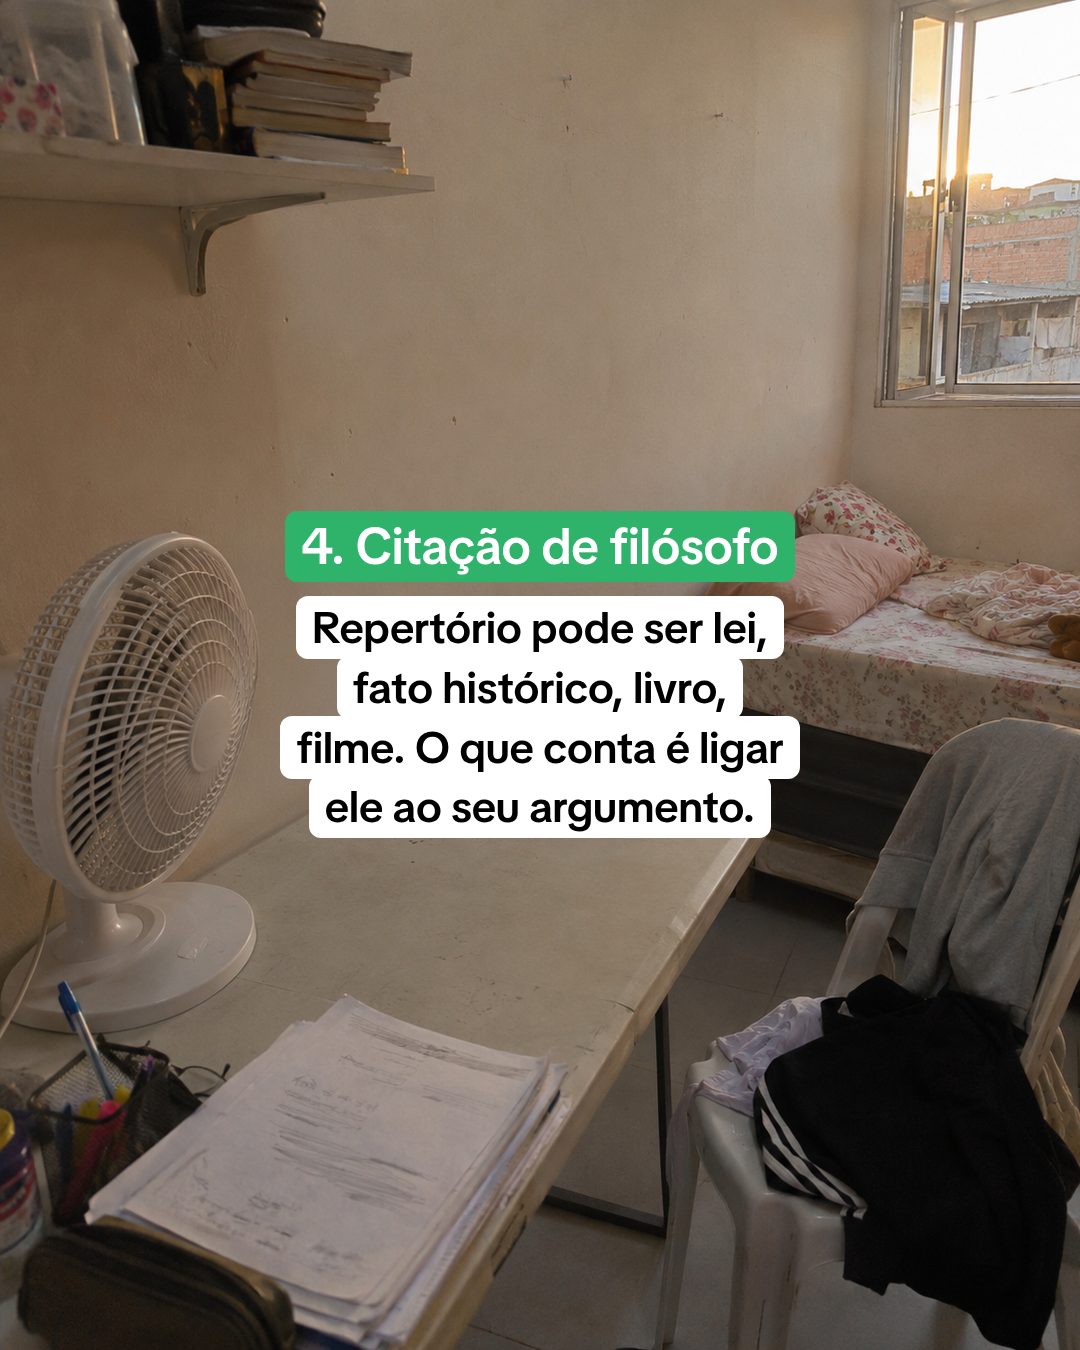 4. Citação de filósofo
Repertório pode ser lei,
fato histórico, livro,
filme. O que conta é ligar
ele ao seu argumento.